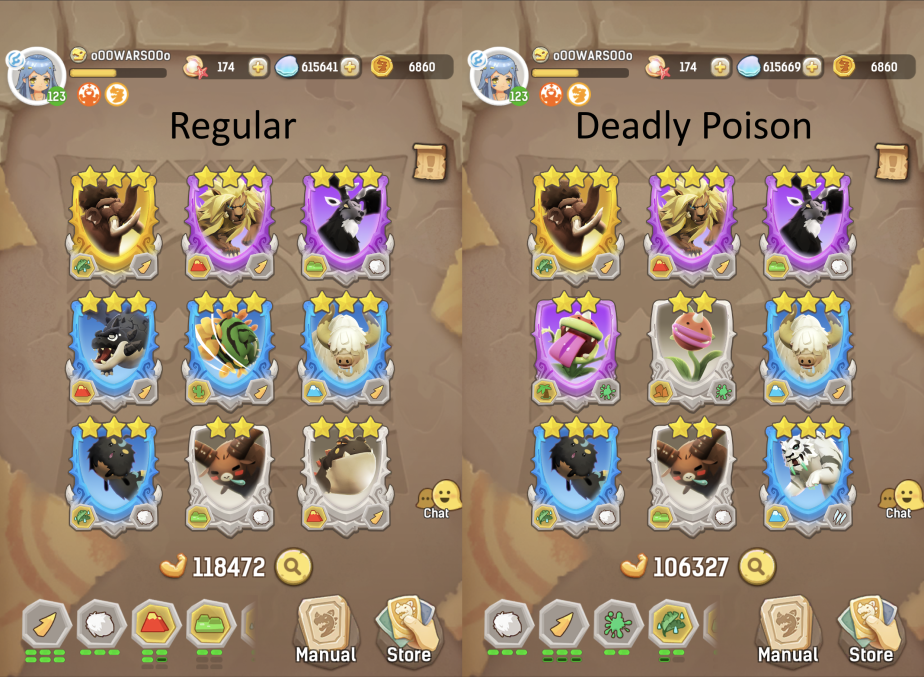 oOOWARSOOo
174
615641
6860
123
Regular
Chat
118472
Manual
Store
oOOWARSOOo
174
615669
6860
123
Deadly Poison
Chat
106327
Manual
Store